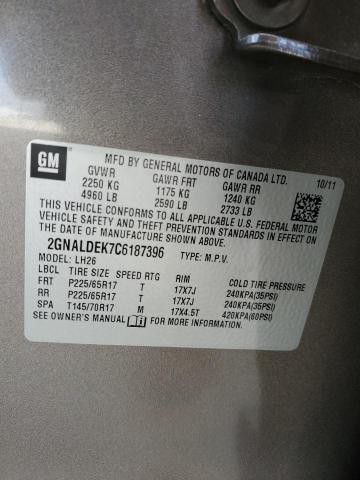 GM
MFD BY GENERAL MOTORS OF CANADA LTD. 10/11
GVWR GAWR FRT GAWR RR
2250 KG 1175 KG 1240 KG
4960 LB 2590 LB 2733 LB
THIS VEHICLE CONFORMS TO ALL APPLICABLE U.S. FEDERAL MOTOR
VEHICLE SAFETY AND THEFT PREVENTION STANDARDS IN EFFECT ON
THE DATE OF MANUFACTURE SHOWN ABOVE.
2GNALDEK7C6187396 TYPE: M.P.V.
MODEL: LH26
LBCL TIRE SIZE SPEED RTG RIM COLD TIRE PRESSURE
FRT P225/65R17 T 17X7J 240KPA(35PSI)
RR P225/65R17 T 17X7J 240KPA(35PSI)
SPA T145/70R17 M 17X4.5T 420KPA(60PSI)
SEE OWNER'S MANUAL FOR MORE INFORMATION